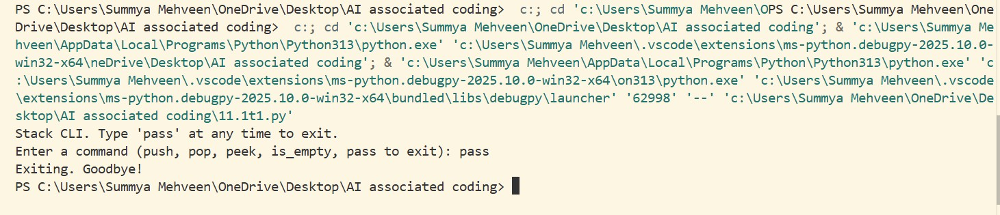 PS C:\Users\Summya Mehveen\OneDrive\Desktop\AI associated coding>  c:; cd 'c:\Users\Summya Mehveen\OPS C:\Users\Summya Mehveen\One
Drive\Desktop\AI associated coding>  c:; cd 'c:\Users\Summya Mehveen\OneDrive\Desktop\AI associated coding'; & 'c:\Users\Summya Me
hveen\AppData\Local\Programs\Python\Python313\python.exe' 'c:\Users\Summya Mehveen\.vscode\extensions\ms-python.debugpy-2025.10.0-
win32-x64\neDrive\Desktop\AI associated coding'; & 'c:\Users\Summya Mehveen\AppData\Local\Programs\Python\Python313\python.exe' 'c
:\Users\Summya Mehveen\.vscode\extensions\ms-python.debugpy-2025.10.0-win32-x64\on313\python.exe' 'c:\Users\Summya Mehveen\.vscode
\extensions\ms-python.debugpy-2025.10.0-win32-x64\bundled\libs\debugpy\launcher' '62998' '--' 'c:\Users\Summya Mehveen\OneDrive\De
sktop\AI associated coding\11.1t1.py'
Stack CLI. Type 'pass' at any time to exit.
Enter a command (push, pop, peek, is_empty, pass to exit): pass
Exiting. Goodbye!
PS C:\Users\Summya Mehveen\OneDrive\Desktop\AI associated coding>